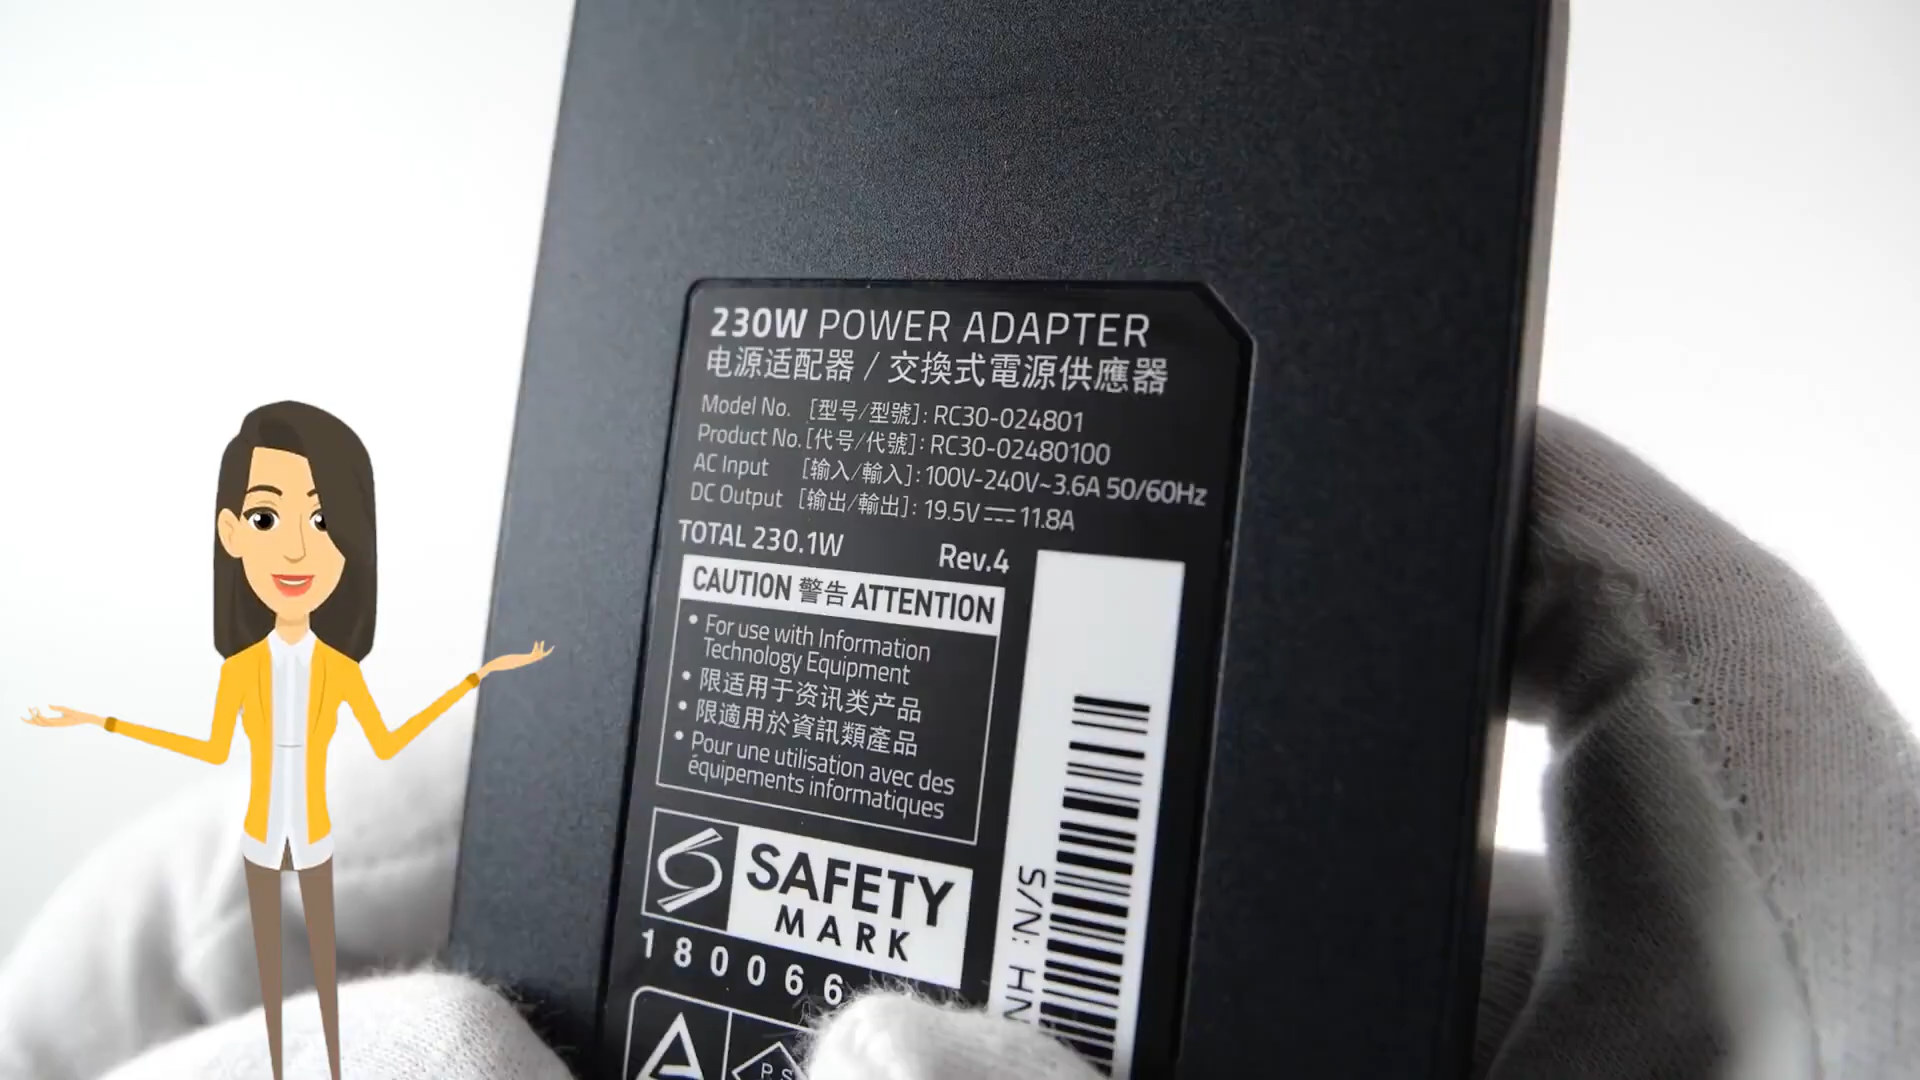 230W POWER ADAPTER
电源适配器 / 交換式電源供應器
Model No. [型号/型號]: RC30-024801
Product No. [代号/代號]: RC30-02480100
AC Input [输入/輸入]: 100V-240V~3.6A 50/60Hz
DC Output [输出/輸出]: 19.5V⎓11.8A
TOTAL 230.1W Rev.4
CAUTION 警告 ATTENTION
• For use with Information
Technology Equipment
• 限适用于资讯类产品
• 限適用於資訊類產品
• Pour une utilisation avec des
équipements informatiques
SAFETY
MARK
180066
S/N: HN
P S